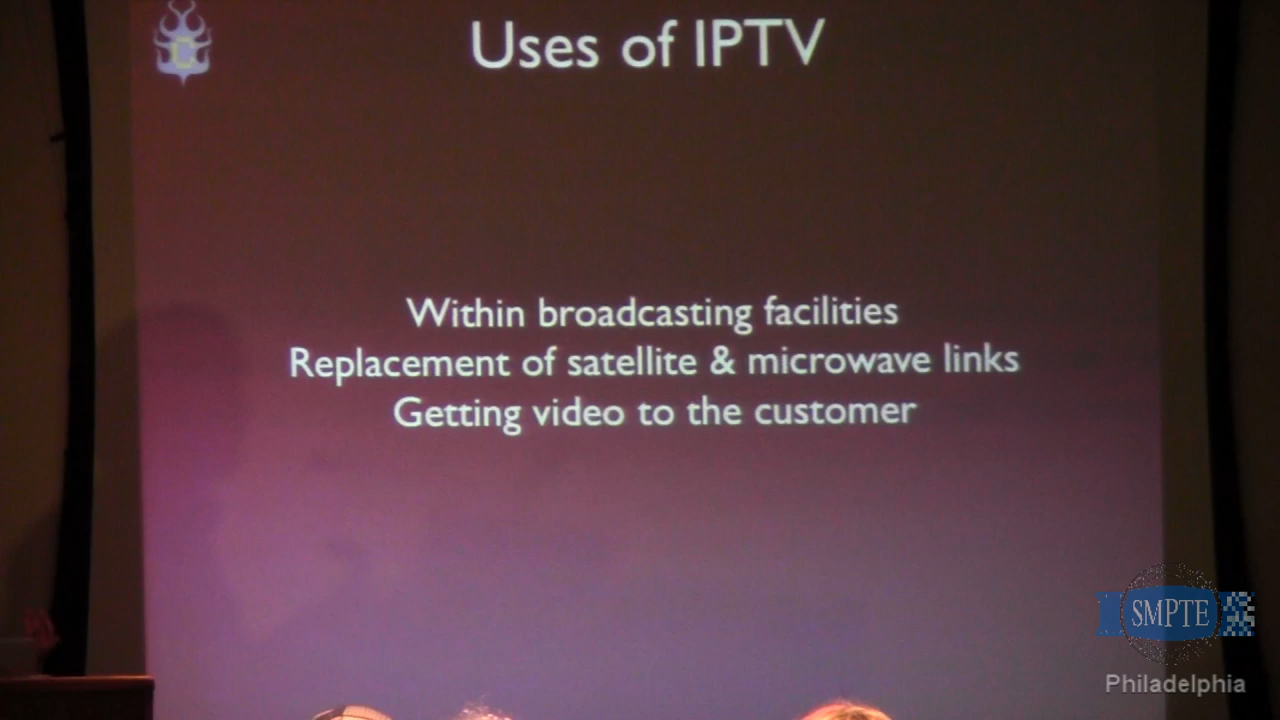 Uses of IPTV
Within broadcasting facilities
Replacement of satellite & microwave links
Getting video to the customer
SMPTE
Philadelphia